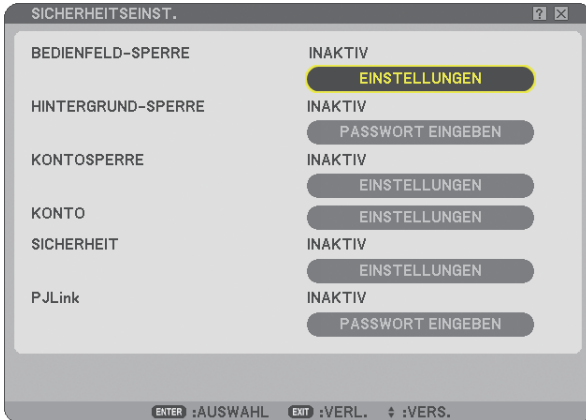 SICHERHEITSEINST.
BEDIENFELD-SPERRE INAKTIV
EINSTELLUNGEN
HINTERGRUND-SPERRE INAKTIV
PASSWORT EINGEBEN
KONTOSPERRE INAKTIV
EINSTELLUNGEN
KONTO EINSTELLUNGEN
SICHERHEIT INAKTIV
EINSTELLUNGEN
PJLink INAKTIV
PASSWORT EINGEBEN
ENTER :AUSWAHL EXIT :VERL. :VERS.